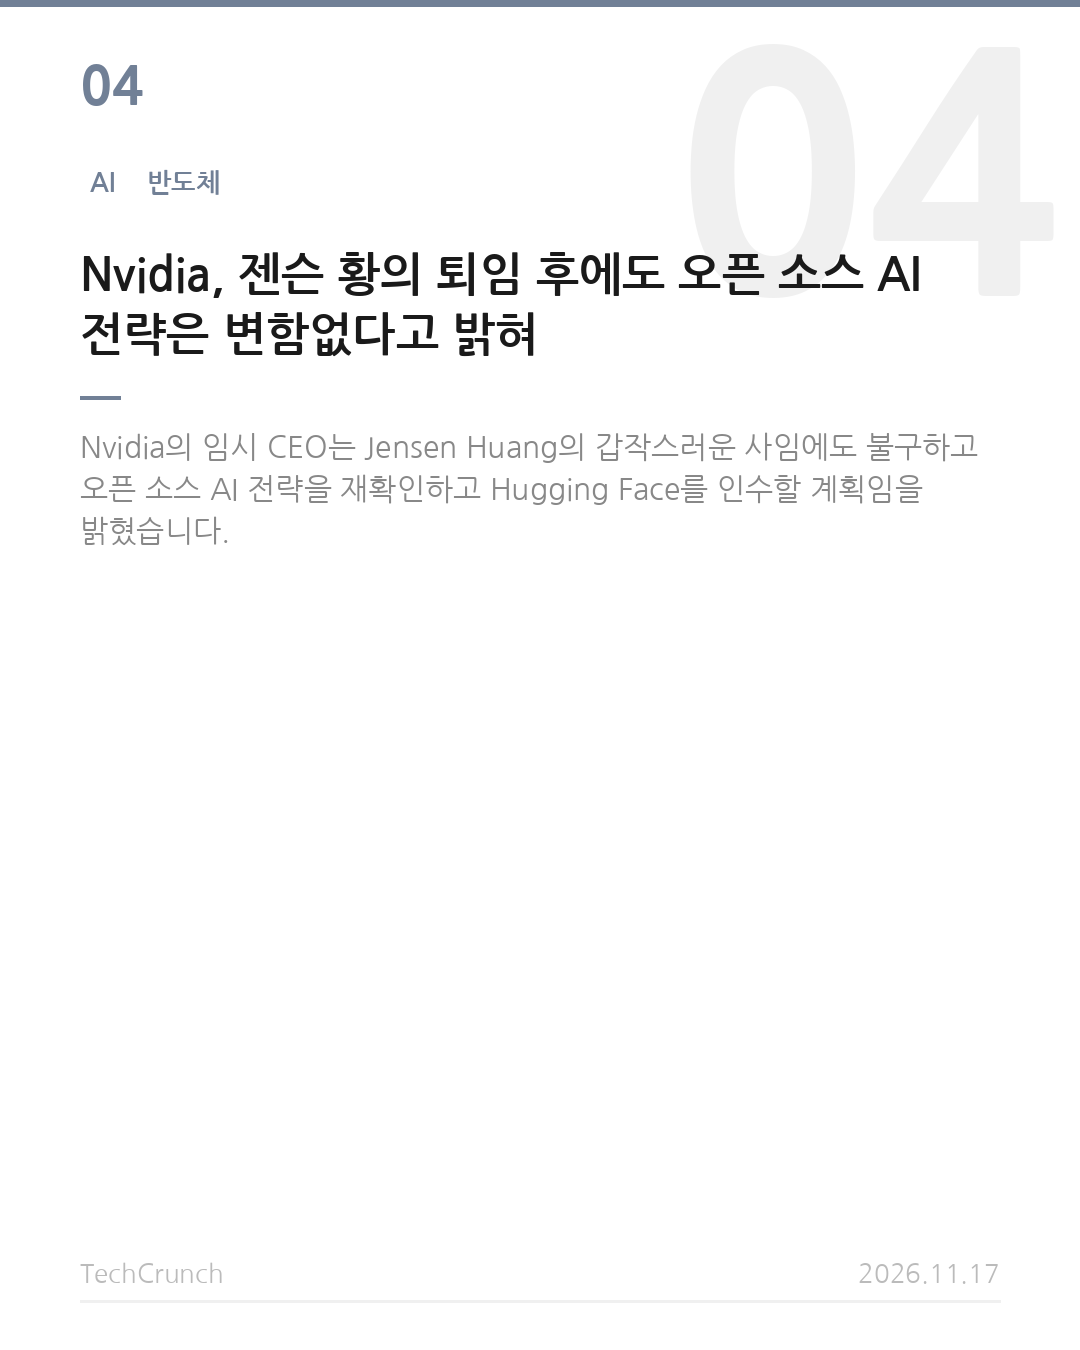 04
04
AI 반도체
Nvidia, 젠슨 황의 퇴임 후에도 오픈 소스 AI
전략은 변함없다고 밝혀
Nvidia의 임시 CEO는 Jensen Huang의 갑작스러운 사임에도 불구하고
오픈 소스 AI 전략을 재확인하고 Hugging Face를 인수할 계획임을
밝혔습니다.
TechCrunch 2026.11.17